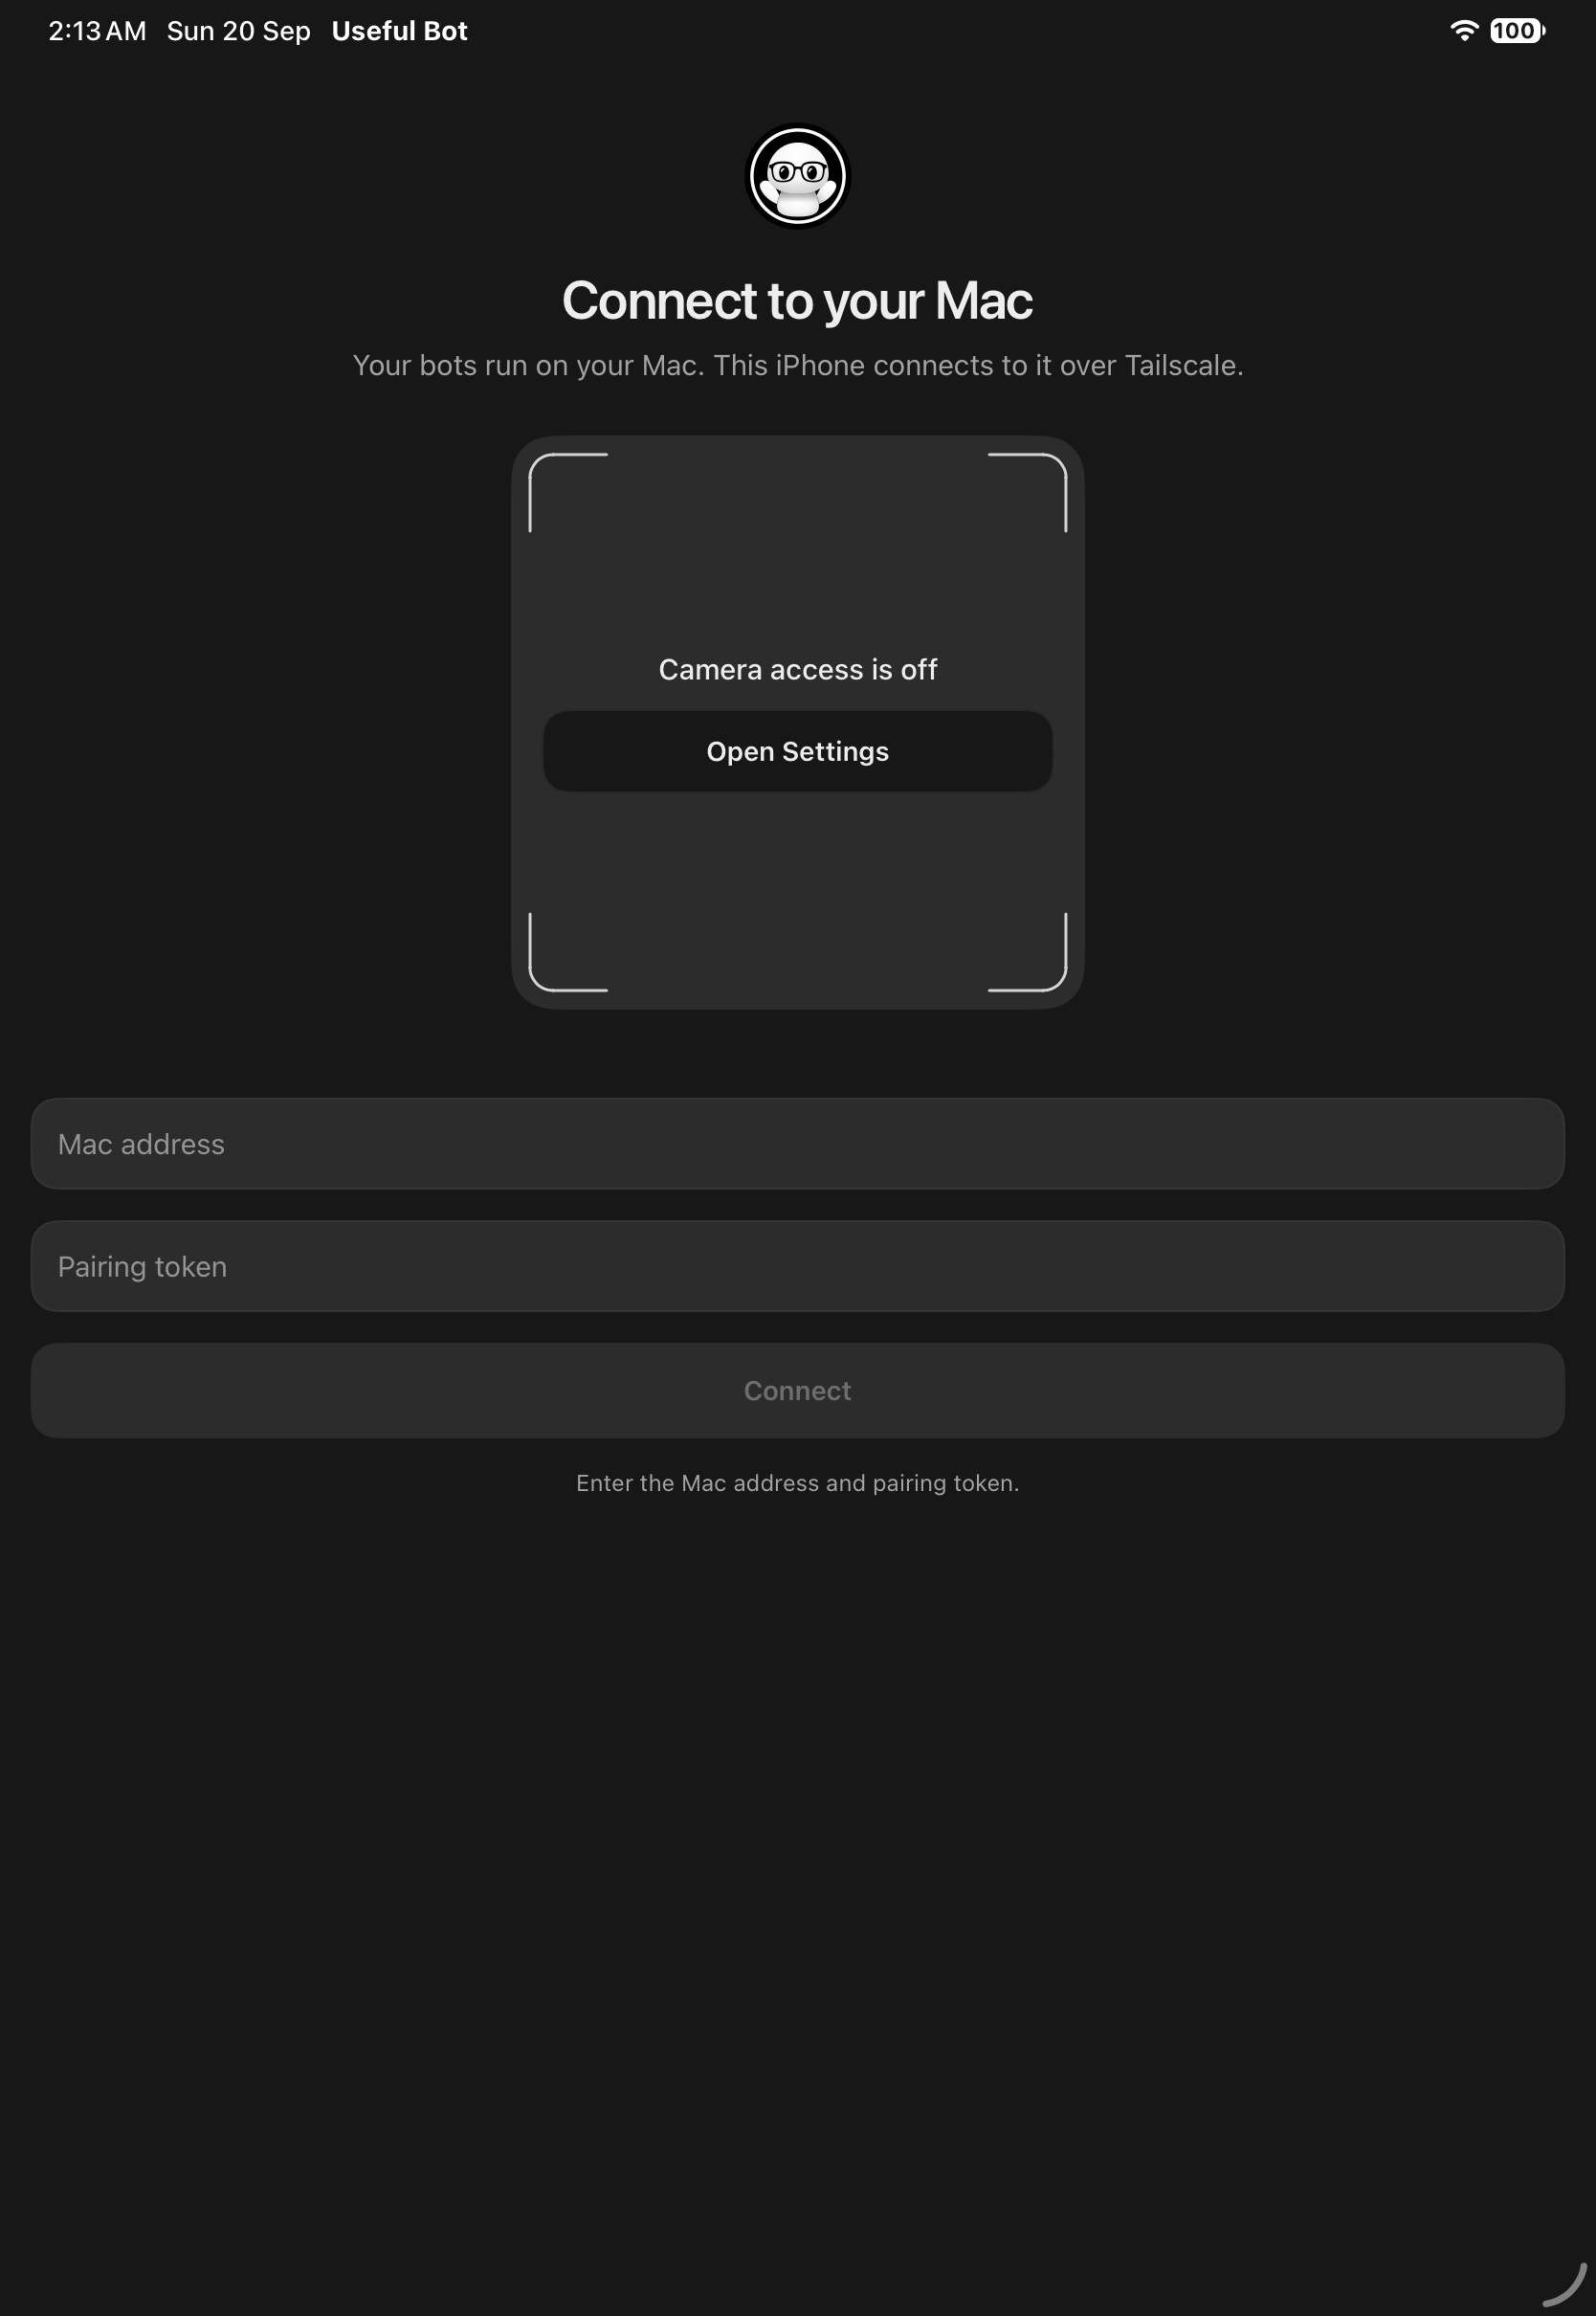 2:13 AM Sun 20 Sep Useful Bot 100
Connect to your Mac
Your bots run on your Mac. This iPhone connects to it over Tailscale.
Camera access is off
Open Settings
Mac address
Pairing token
Connect
Enter the Mac address and pairing token.